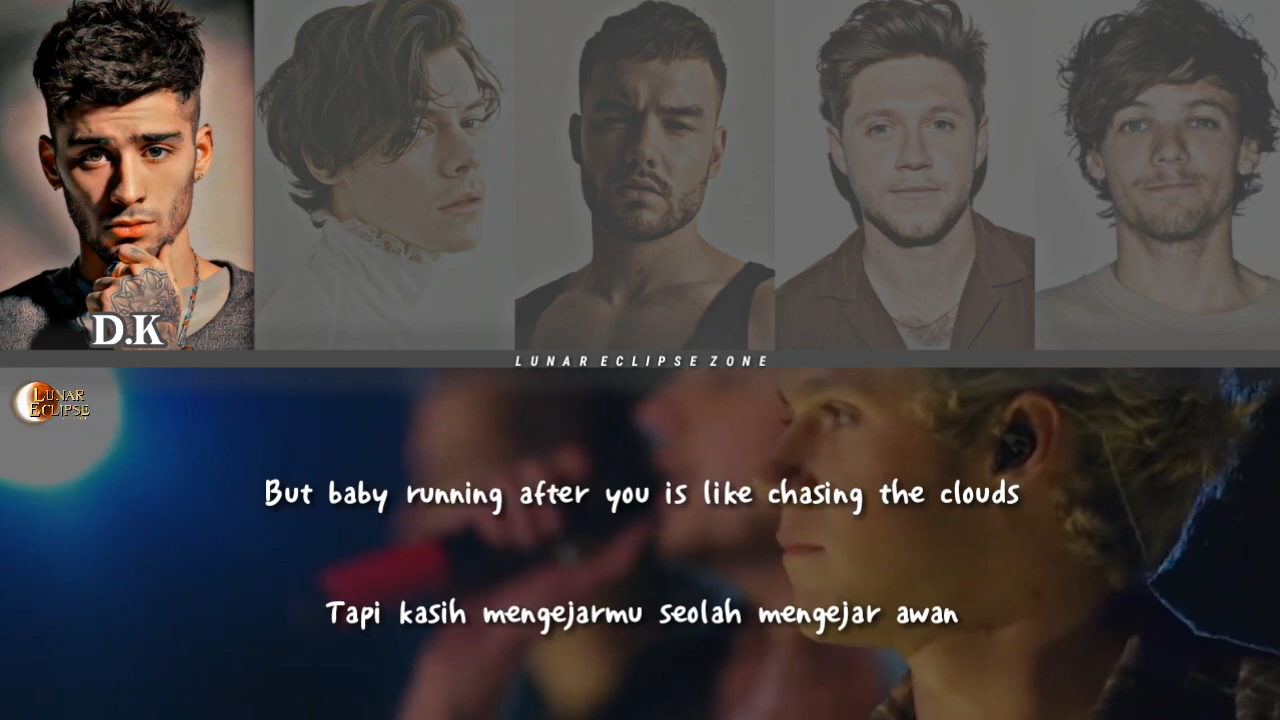 D.K
LUNAR ECLIPSE ZONE
LUNAR
ECLIPSE
But baby running after you is like chasing the clouds
Tapi kasih mengejarmu seolah mengejar awan